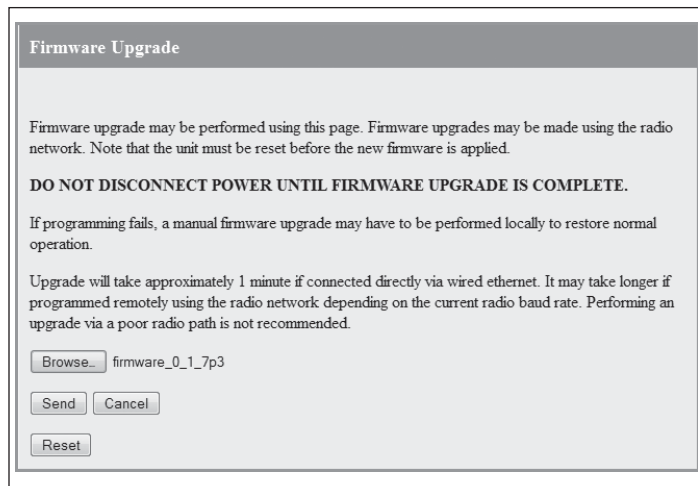 Firmware Upgrade
Firmware upgrade may be performed using this page. Firmware upgrades may be made using the radio
network. Note that the unit must be reset before the new firmware is applied.
DO NOT DISCONNECT POWER UNTIL FIRMWARE UPGRADE IS COMPLETE.
If programming fails, a manual firmware upgrade may have to be performed locally to restore normal
operation.
Upgrade will take approximately 1 minute if connected directly via wired ethernet. It may take longer if
programmed remotely using the radio network depending on the current radio baud rate. Performing an
upgrade via a poor radio path is not recommended.
Browse.. firmware_0_1_7p3
Send Cancel
Reset